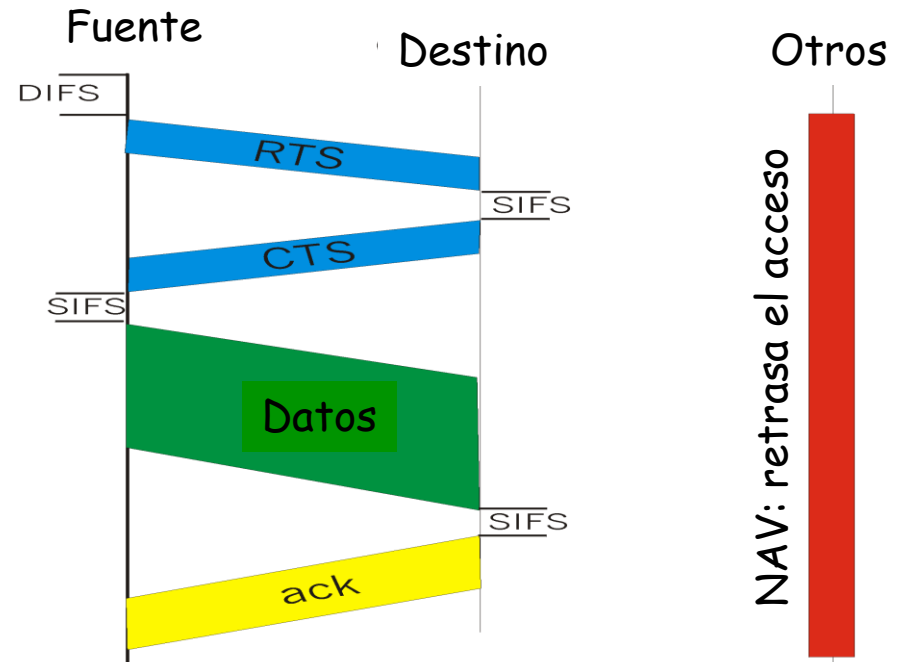 Fuente
Destino
Otros
DIFS
RTS
SIFS
CTS
SIFS
Datos
SIFS
ack
NAV: retrasa el acceso